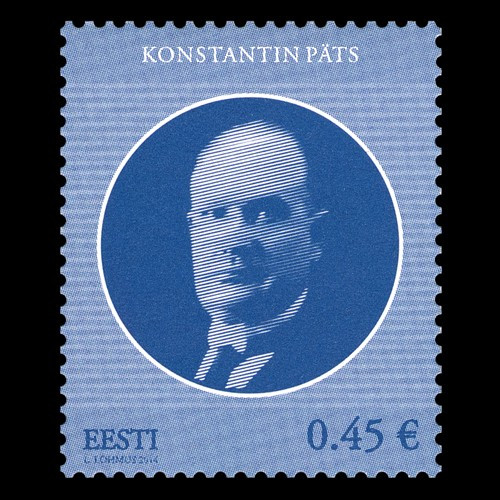 KONSTANTIN PÄTS
EESTI
0.45 €